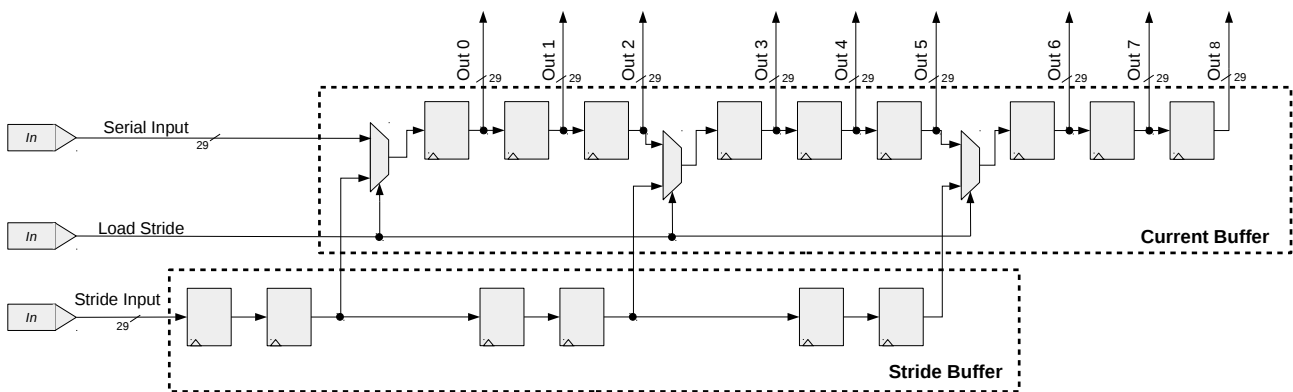 Out 0
29
Out 1
29
Out 2
29
Out 3
29
Out 4
29
Out 5
29
Out 6
29
Out 7
29
Out 8
29
In
Serial Input
29
In
Load Stride
Current Buffer
In
Stride Input
29
Stride Buffer